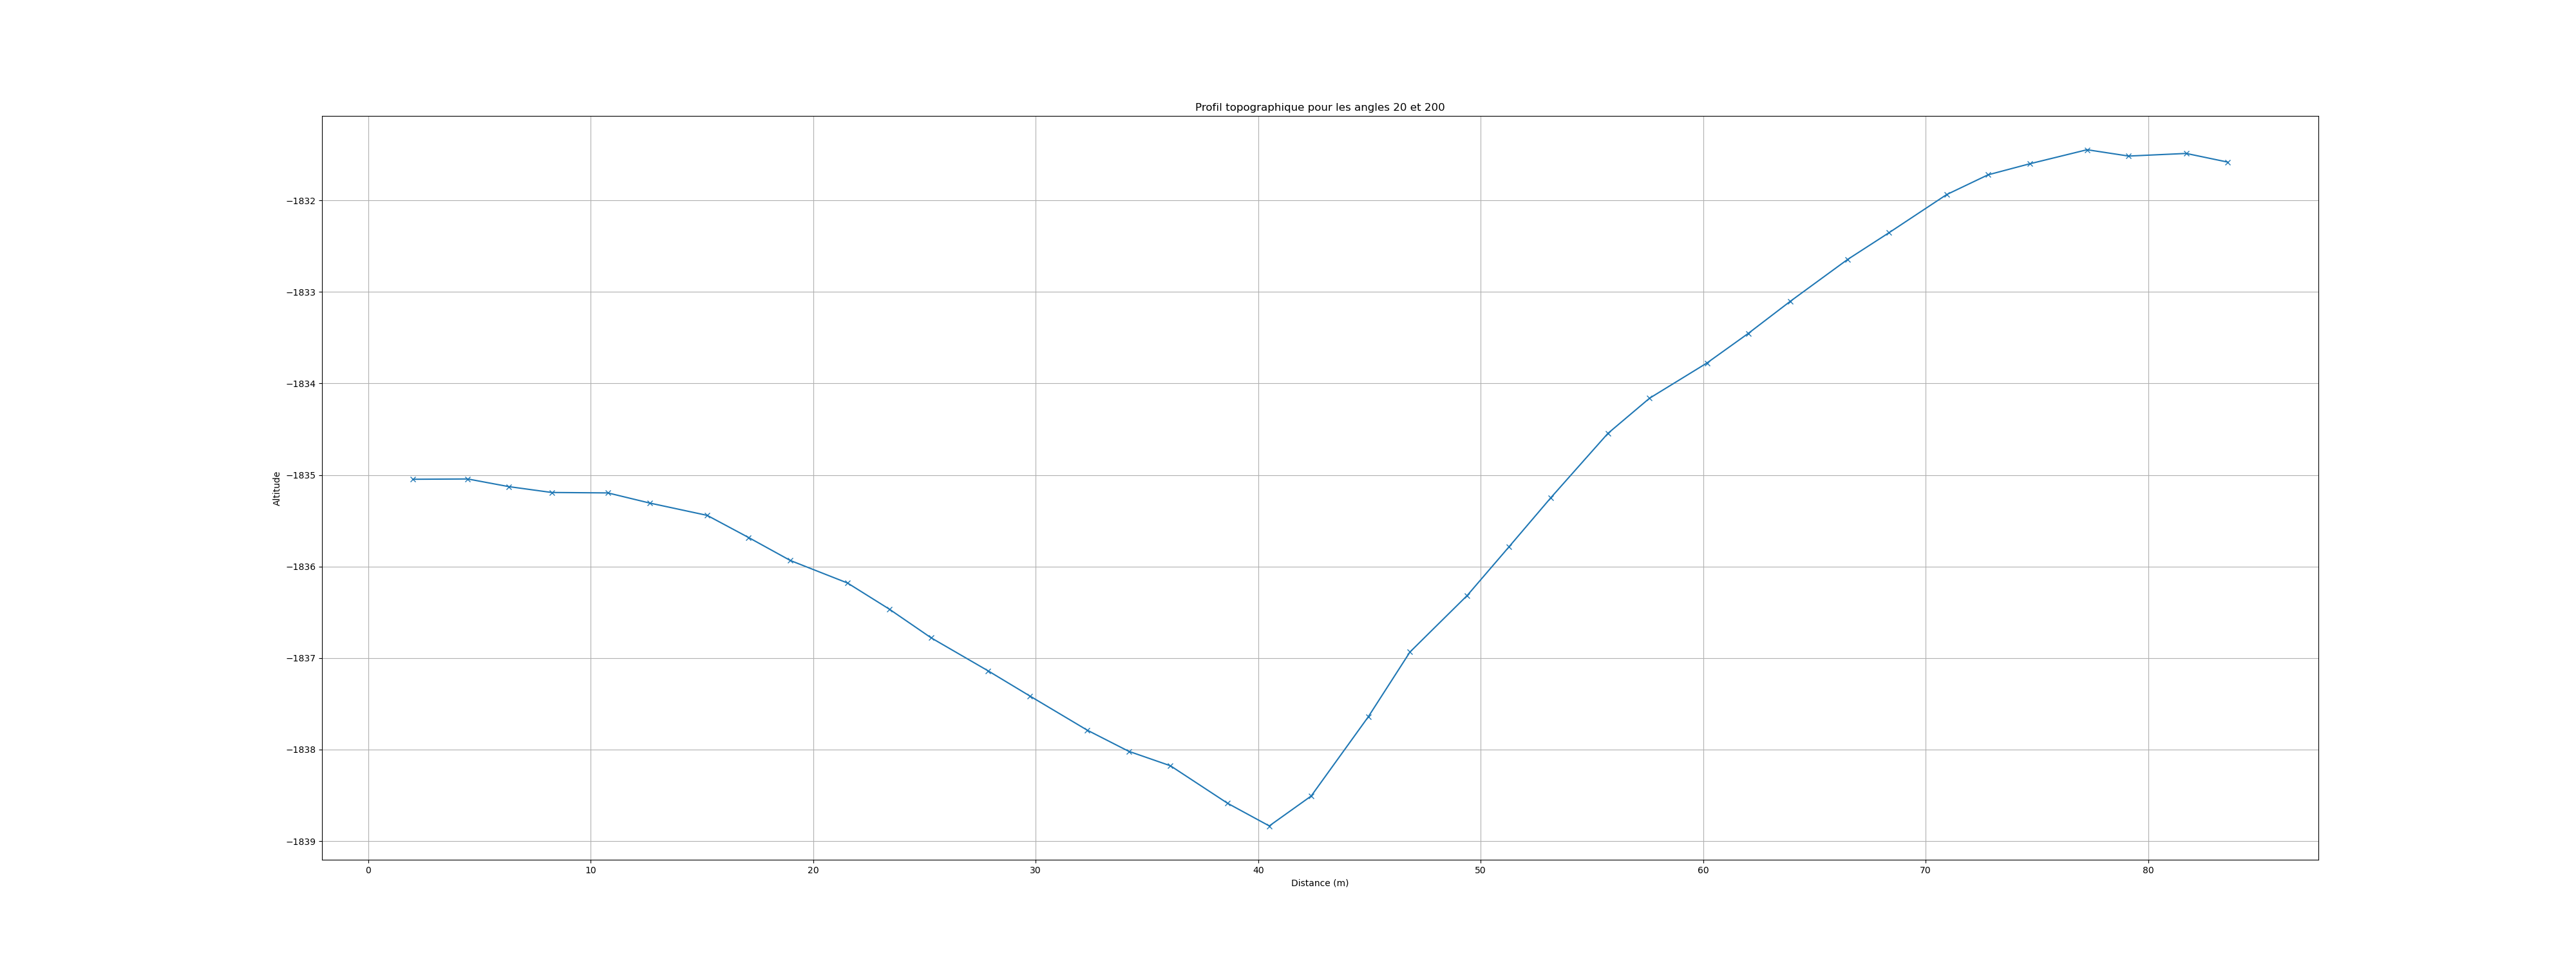 Profil topographique pour les angles 20 et 200
Altitude
−1832
−1833
−1834
−1835
−1836
−1837
−1838
−1839
0 10 20 30 40 50 60 70 80
Distance (m)